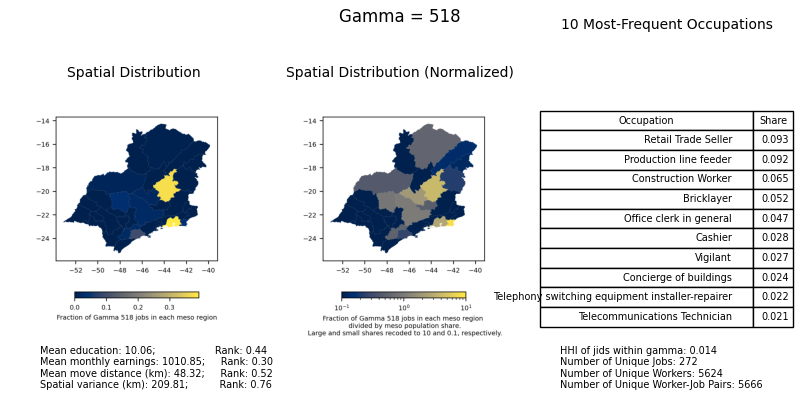 Gamma = 518
10 Most-Frequent Occupations
Spatial Distribution
Spatial Distribution (Normalized)
−14
−16
−18
−20
−22
−24
−52 −50 −48 −46 −44 −42 −40
0.0 0.1 0.2 0.3
Fraction of Gamma 518 jobs in each meso region
−14
−16
−18
−20
−22
−24
−52 −50 −48 −46 −44 −42 −40
10⁻¹ 10⁰ 10¹
Fraction of Gamma 518 jobs in each meso region
divided by meso population share.
Large and small shares recoded to 10 and 0.1, respectively.
Occupation Share
Retail Trade Seller 0.093
Production line feeder 0.092
Construction Worker 0.065
Bricklayer 0.052
Office clerk in general 0.047
Cashier 0.028
Vigilant 0.027
Concierge of buildings 0.024
Telephony switching equipment installer-repairer 0.022
Telecommunications Technician 0.021
Mean education: 10.06; Rank: 0.44
Mean monthly earnings: 1010.85; Rank: 0.30
Mean move distance (km): 48.32; Rank: 0.52
Spatial variance (km): 209.81; Rank: 0.76
HHI of jids within gamma: 0.014
Number of Unique Jobs: 272
Number of Unique Workers: 5624
Number of Unique Worker-Job Pairs: 5666